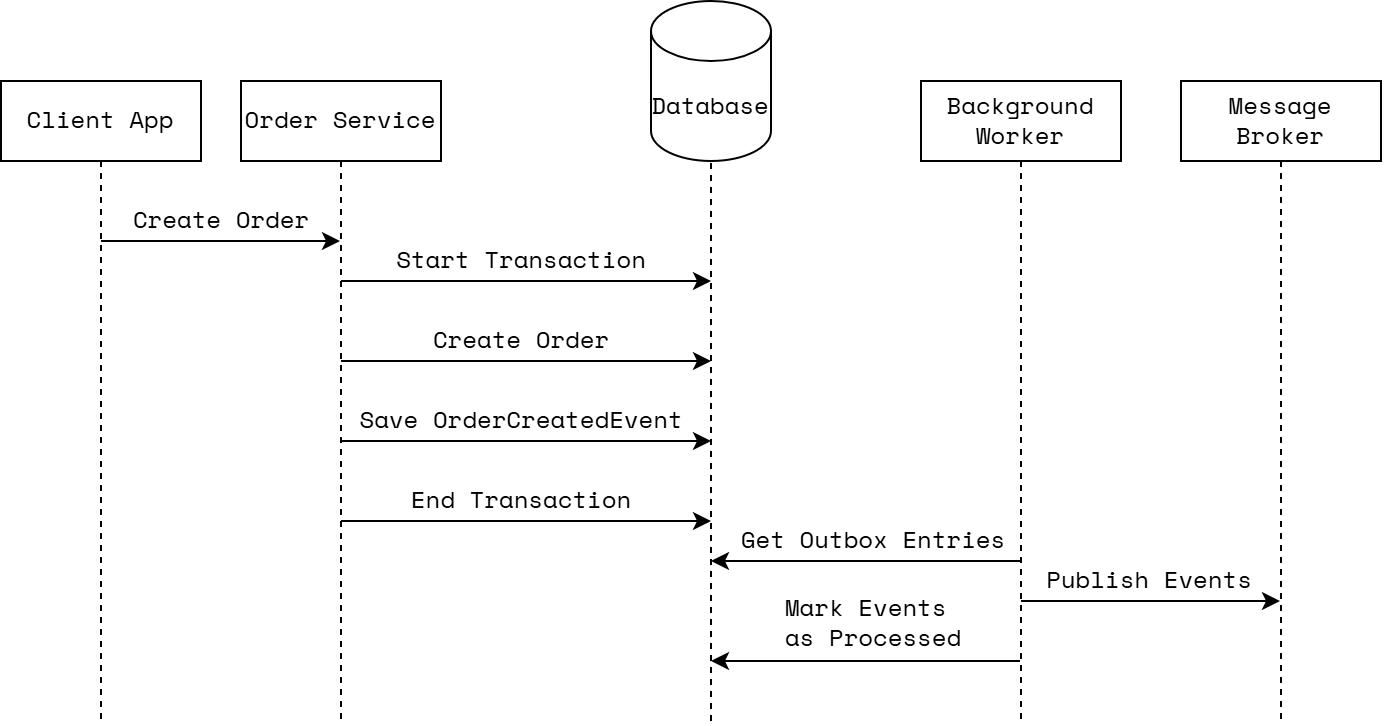 Client App
Order Service
Database
Background
Worker
Message
Broker
Create Order
Start Transaction
Create Order
Save OrderCreatedEvent
End Transaction
Get Outbox Entries
Publish Events
Mark Events
as Processed